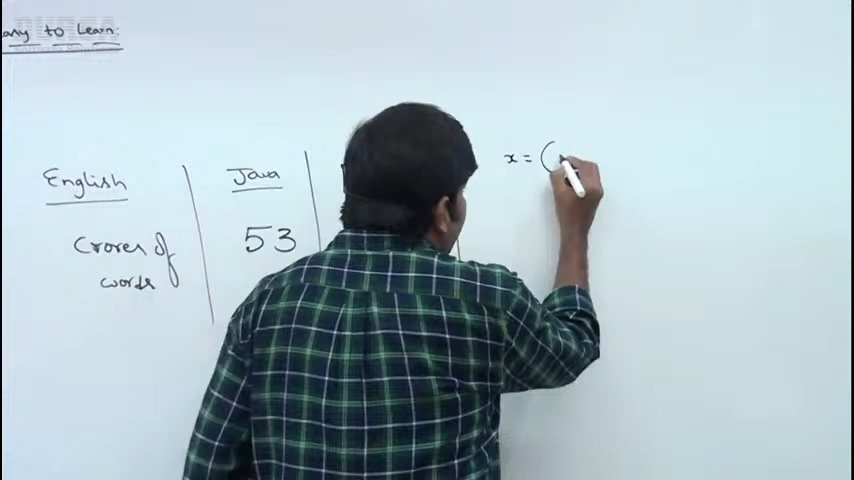 to Learn.
English
Java
x = (
Crores of
words
53